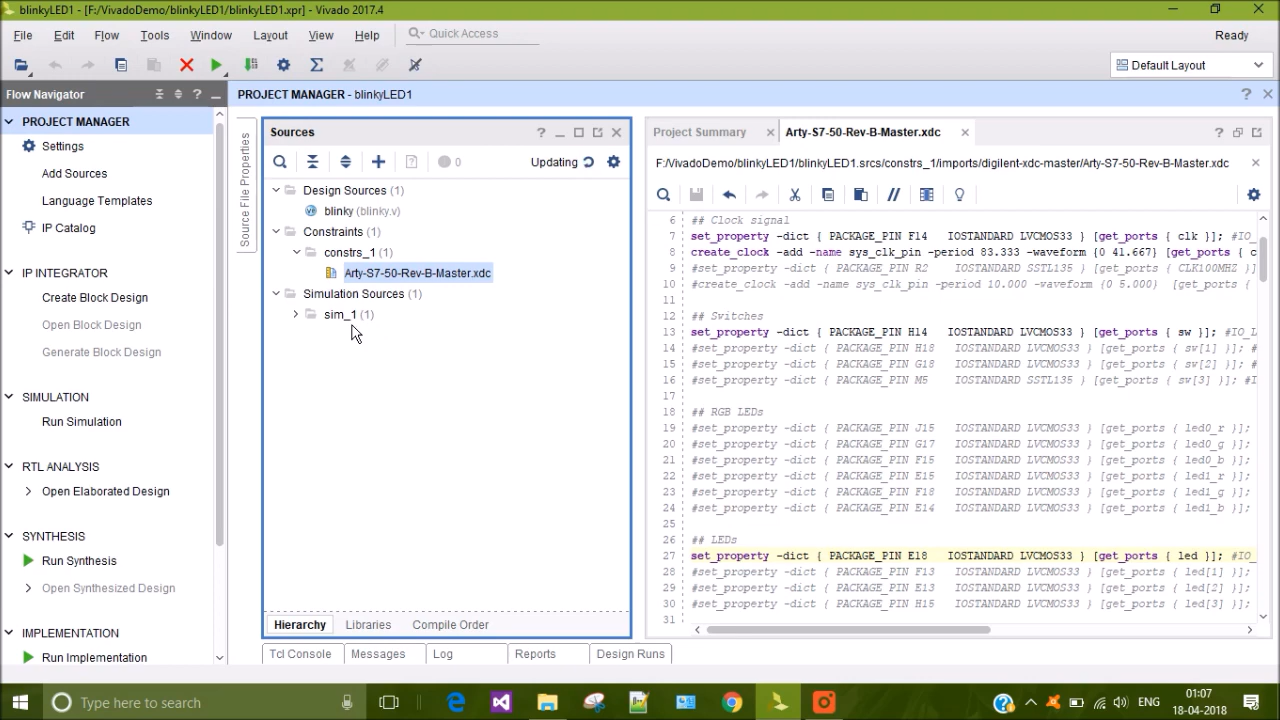 blinkyLED1 - [F:/VivadoDemo/blinkyLED1/blinkyLED1.xpr] - Vivado 2017.4
File Edit Flow Tools Window Layout View Help Quick Access Ready
Default Layout
Flow Navigator
PROJECT MANAGER - blinkyLED1
PROJECT MANAGER
Settings
Add Sources
Language Templates
IP Catalog
IP INTEGRATOR
Create Block Design
Open Block Design
Generate Block Design
SIMULATION
Run Simulation
RTL ANALYSIS
Open Elaborated Design
SYNTHESIS
Run Synthesis
Open Synthesized Design
IMPLEMENTATION
Run Implementation
Source File Properties
Sources
0 Updating
Design Sources (1)
blinky (blinky.v)
Constraints (1)
constrs_1 (1)
Arty-S7-50-Rev-B-Master.xdc
Simulation Sources (1)
sim_1 (1)
Hierarchy Libraries Compile Order
Project Summary Arty-S7-50-Rev-B-Master.xdc
F:/VivadoDemo/blinkyLED1/blinkyLED1.srcs/constrs_1/imports/digilent-xdc-master/Arty-S7-50-Rev-B-Master.xdc
6 ## Clock signal
7 set_property -dict { PACKAGE_PIN F14 IOSTANDARD LVCMOS33 } [get_ports { clk }]; #IO_
8 create_clock -add -name sys_clk_pin -period 83.333 -waveform {0 41.667} [get_ports { c
9 #set_property -dict { PACKAGE_PIN R2 IOSTANDARD SSTL135 } [get_ports { CLK100MHZ }
10 #create_clock -add -name sys_clk_pin -period 10.000 -waveform {0 5.000} [get_ports {
11
12 ## Switches
13 set_property -dict { PACKAGE_PIN H14 IOSTANDARD LVCMOS33 } [get_ports { sw }]; #IO_L
14 #set_property -dict { PACKAGE_PIN H18 IOSTANDARD LVCMOS33 } [get_ports { sw[1] }]; #
15 #set_property -dict { PACKAGE_PIN G18 IOSTANDARD LVCMOS33 } [get_ports { sw[2] }]; #
16 #set_property -dict { PACKAGE_PIN M5 IOSTANDARD SSTL135 } [get_ports { sw[3] }]; #I
17
18 ## RGB LEDs
19 #set_property -dict { PACKAGE_PIN J15 IOSTANDARD LVCMOS33 } [get_ports { led0_r }];
20 #set_property -dict { PACKAGE_PIN G17 IOSTANDARD LVCMOS33 } [get_ports { led0_g }];
21 #set_property -dict { PACKAGE_PIN F15 IOSTANDARD LVCMOS33 } [get_ports { led0_b }];
22 #set_property -dict { PACKAGE_PIN E15 IOSTANDARD LVCMOS33 } [get_ports { led1_r }];
23 #set_property -dict { PACKAGE_PIN F18 IOSTANDARD LVCMOS33 } [get_ports { led1_g }];
24 #set_property -dict { PACKAGE_PIN E14 IOSTANDARD LVCMOS33 } [get_ports { led1_b }];
25
26 ## LEDs
27 set_property -dict { PACKAGE_PIN E18 IOSTANDARD LVCMOS33 } [get_ports { led }]; #IO_
28 #set_property -dict { PACKAGE_PIN F13 IOSTANDARD LVCMOS33 } [get_ports { led[1] }];
29 #set_property -dict { PACKAGE_PIN E13 IOSTANDARD LVCMOS33 } [get_ports { led[2] }];
30 #set_property -dict { PACKAGE_PIN H15 IOSTANDARD LVCMOS33 } [get_ports { led[3] }];
31
Tcl Console Messages Log Reports Design Runs
Type here to search
ENG
01:07
18-04-2018